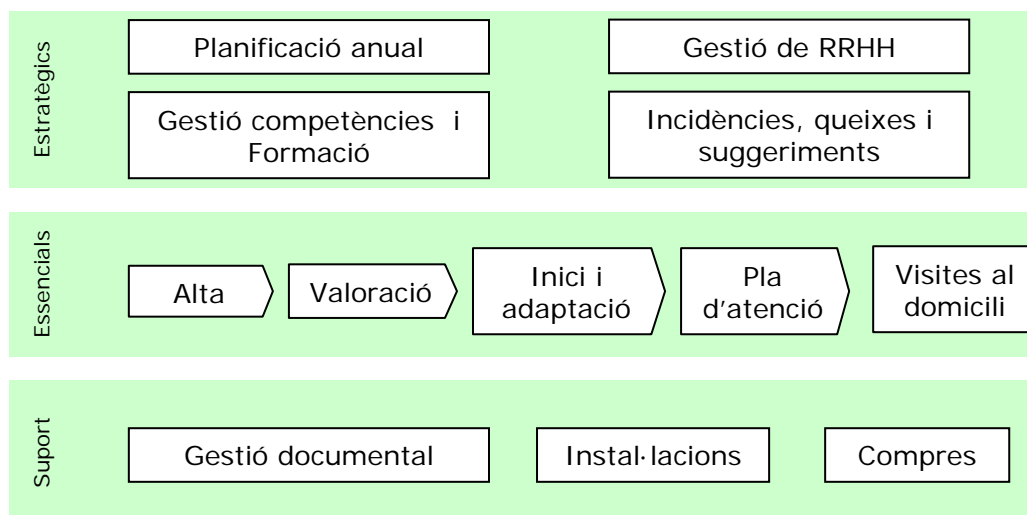 Estratègics
Planificació anual
Gestió de RRHH
Gestió competències i
Formació
Incidències, queixes i
suggeriments
Essencials
Alta
Valoració
Inici i
adaptació
Pla
d'atenció
Visites al
domicili
Suport
Gestió documental
Instal·lacions
Compres